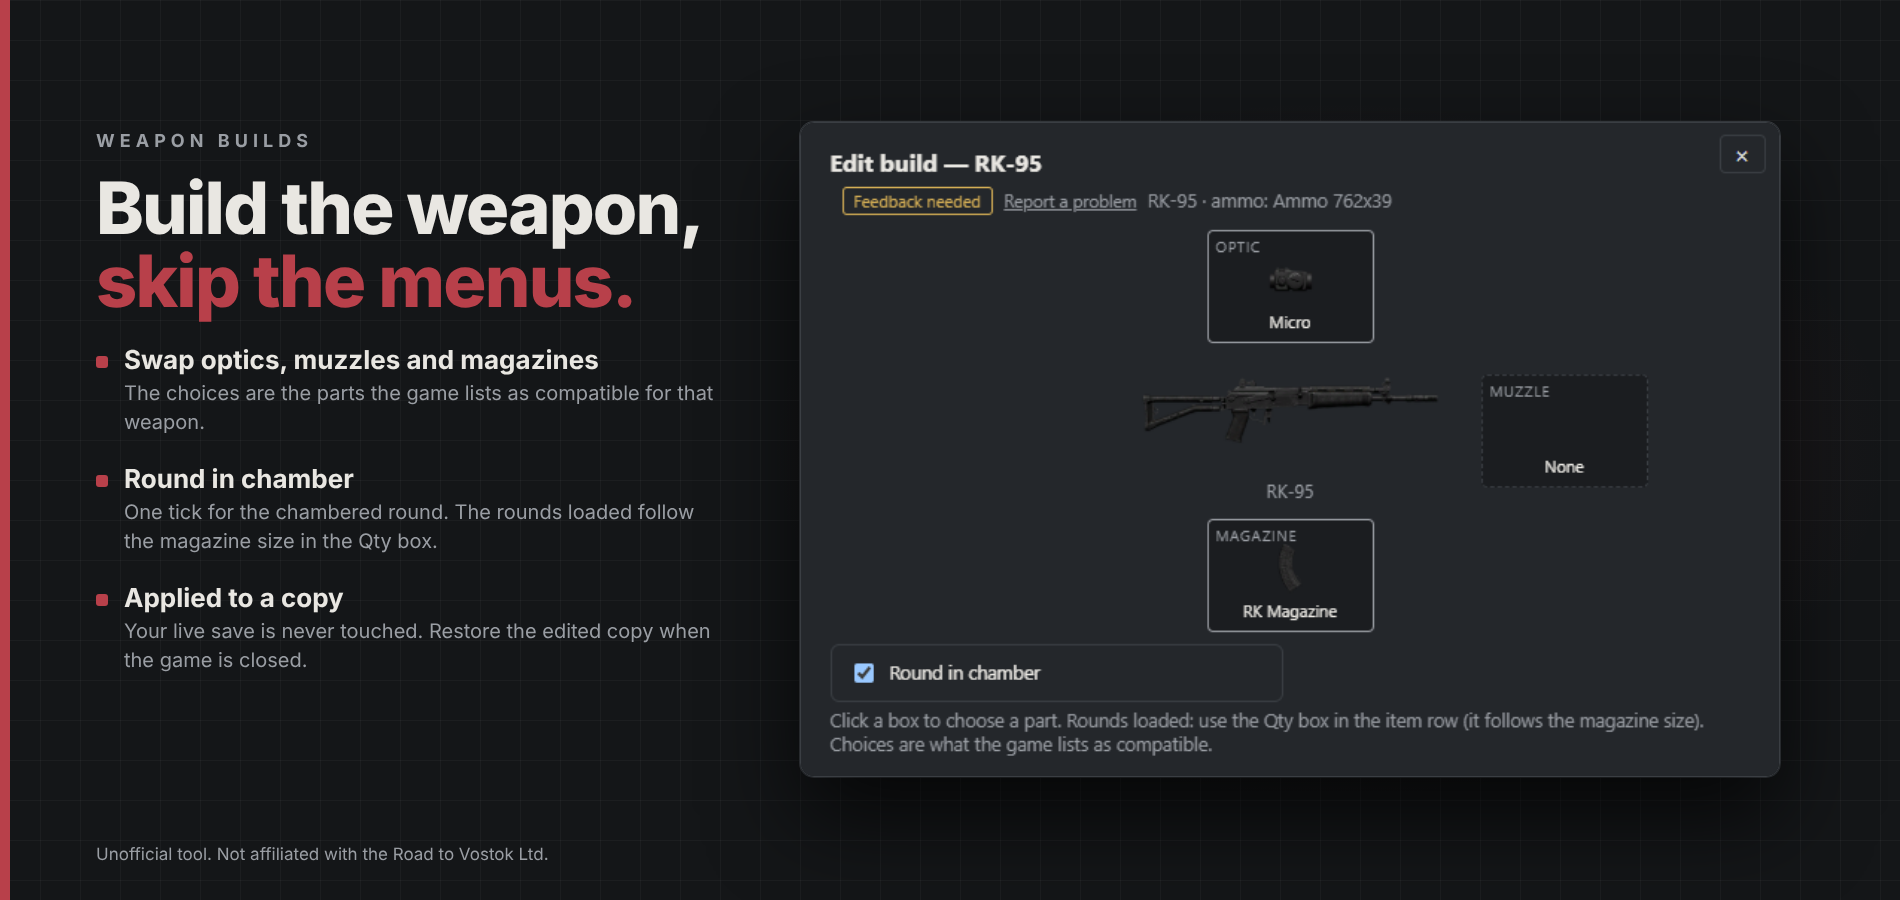 WEAPON BUILDS
Build the weapon,
skip the menus.
Swap optics, muzzles and magazines
The choices are the parts the game lists as compatible for that
weapon.
Round in chamber
One tick for the chambered round. The rounds loaded follow
the magazine size in the Qty box.
Applied to a copy
Your live save is never touched. Restore the edited copy when
the game is closed.
Unofficial tool. Not affiliated with the Road to Vostok Ltd.
Edit build — RK-95
×
Feedback needed Report a problem RK-95 · ammo: Ammo 762x39
OPTIC
Micro
MUZZLE
None
RK-95
MAGAZINE
RK Magazine
Round in chamber
Click a box to choose a part. Rounds loaded: use the Qty box in the item row (it follows the magazine size).
Choices are what the game lists as compatible.